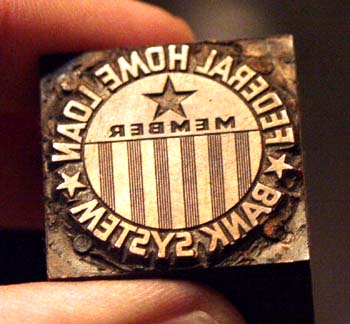 FEDERAL HOME LOAN
MEMBER
BANK SYSTEM